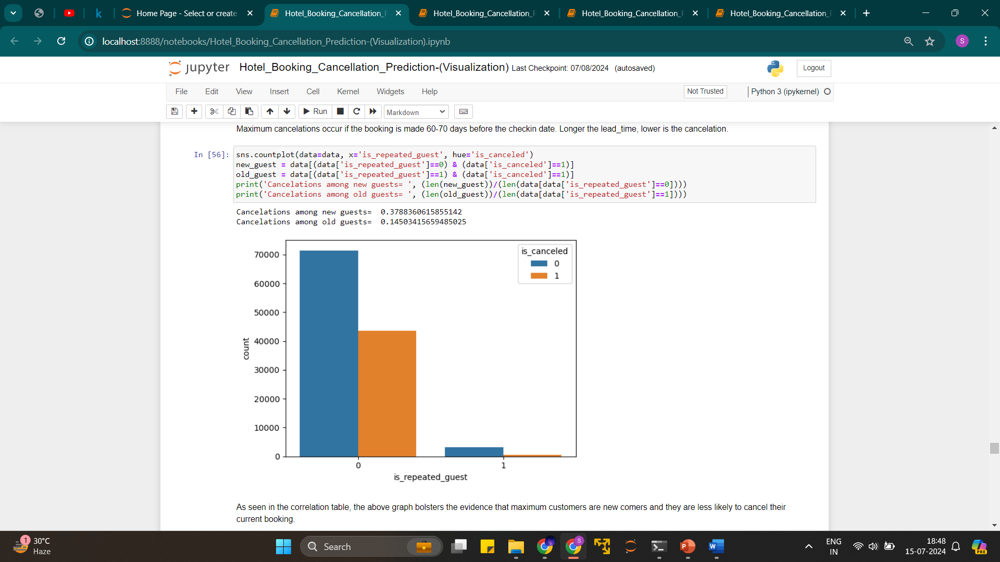 Home Page - Select or create
Hotel_Booking_Cancellation_
Hotel_Booking_Cancellation_
Hotel_Booking_Cancellation_
Hotel_Booking_Cancellation_
localhost:8888/notebooks/Hotel_Booking_Cancellation_Prediction-(Visualization).ipynb
S
jupyter Hotel_Booking_Cancellation_Prediction-(Visualization) Last Checkpoint: 07/08/2024 (autosaved)
Logout
File Edit View Insert Cell Kernel Widgets Help
Not Trusted
Python 3 (ipykernel)
Run
Markdown
Maximum cancelations occur if the booking is made 60-70 days before the checkin date. Longer the lead_time, lower is the cancelation.
In [56]: sns.countplot(data=data, x='is_repeated_guest', hue='is_canceled')
new_guest = data[(data['is_repeated_guest']==0) & (data['is_canceled']==1)]
old_guest = data[(data['is_repeated_guest']==1) & (data['is_canceled']==1)]
print('Cancelations among new guests= ', (len(new_guest))/(len(data[data['is_repeated_guest']==0])))
print('Cancelations among old guests= ', (len(old_guest))/(len(data[data['is_repeated_guest']==1])))
Cancelations among new guests=  0.3788360615855142
Cancelations among old guests=  0.14503415659485025
is_canceled
0
1
70000
60000
50000
40000
30000
20000
10000
0
count
0 1
is_repeated_guest
As seen in the correlation table, the above graph bolsters the evidence that maximum customers are new comers and they are less likely to cancel their
current booking.
1
30°C
Haze
Search
S
ENG
IN
18:48
15-07-2024
PRE